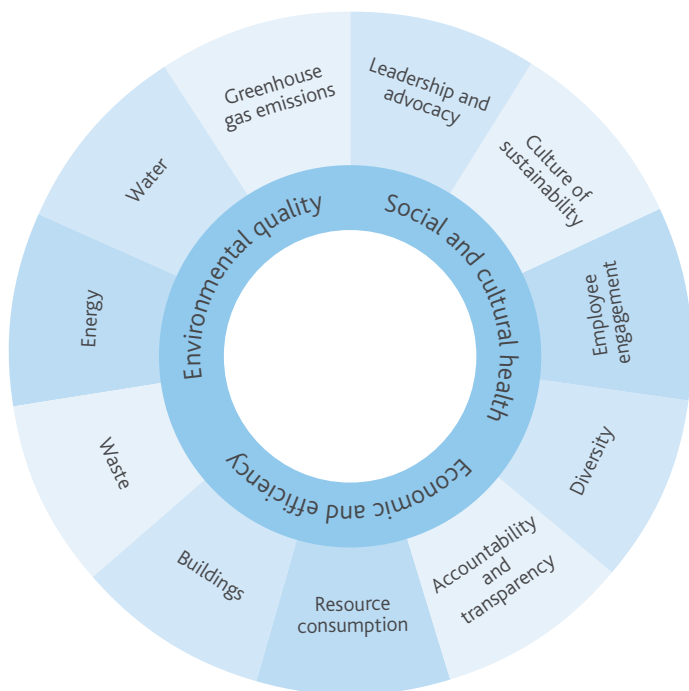 Leadership and
advocacy
Culture of
sustainability
Employee
engagement
Diversity
Accountability
and
transparency
Resource
consumption
Buildings
Waste
Energy
Water
Greenhouse
gas emissions
Environmental quality
Social and cultural health
Economic and efficiency